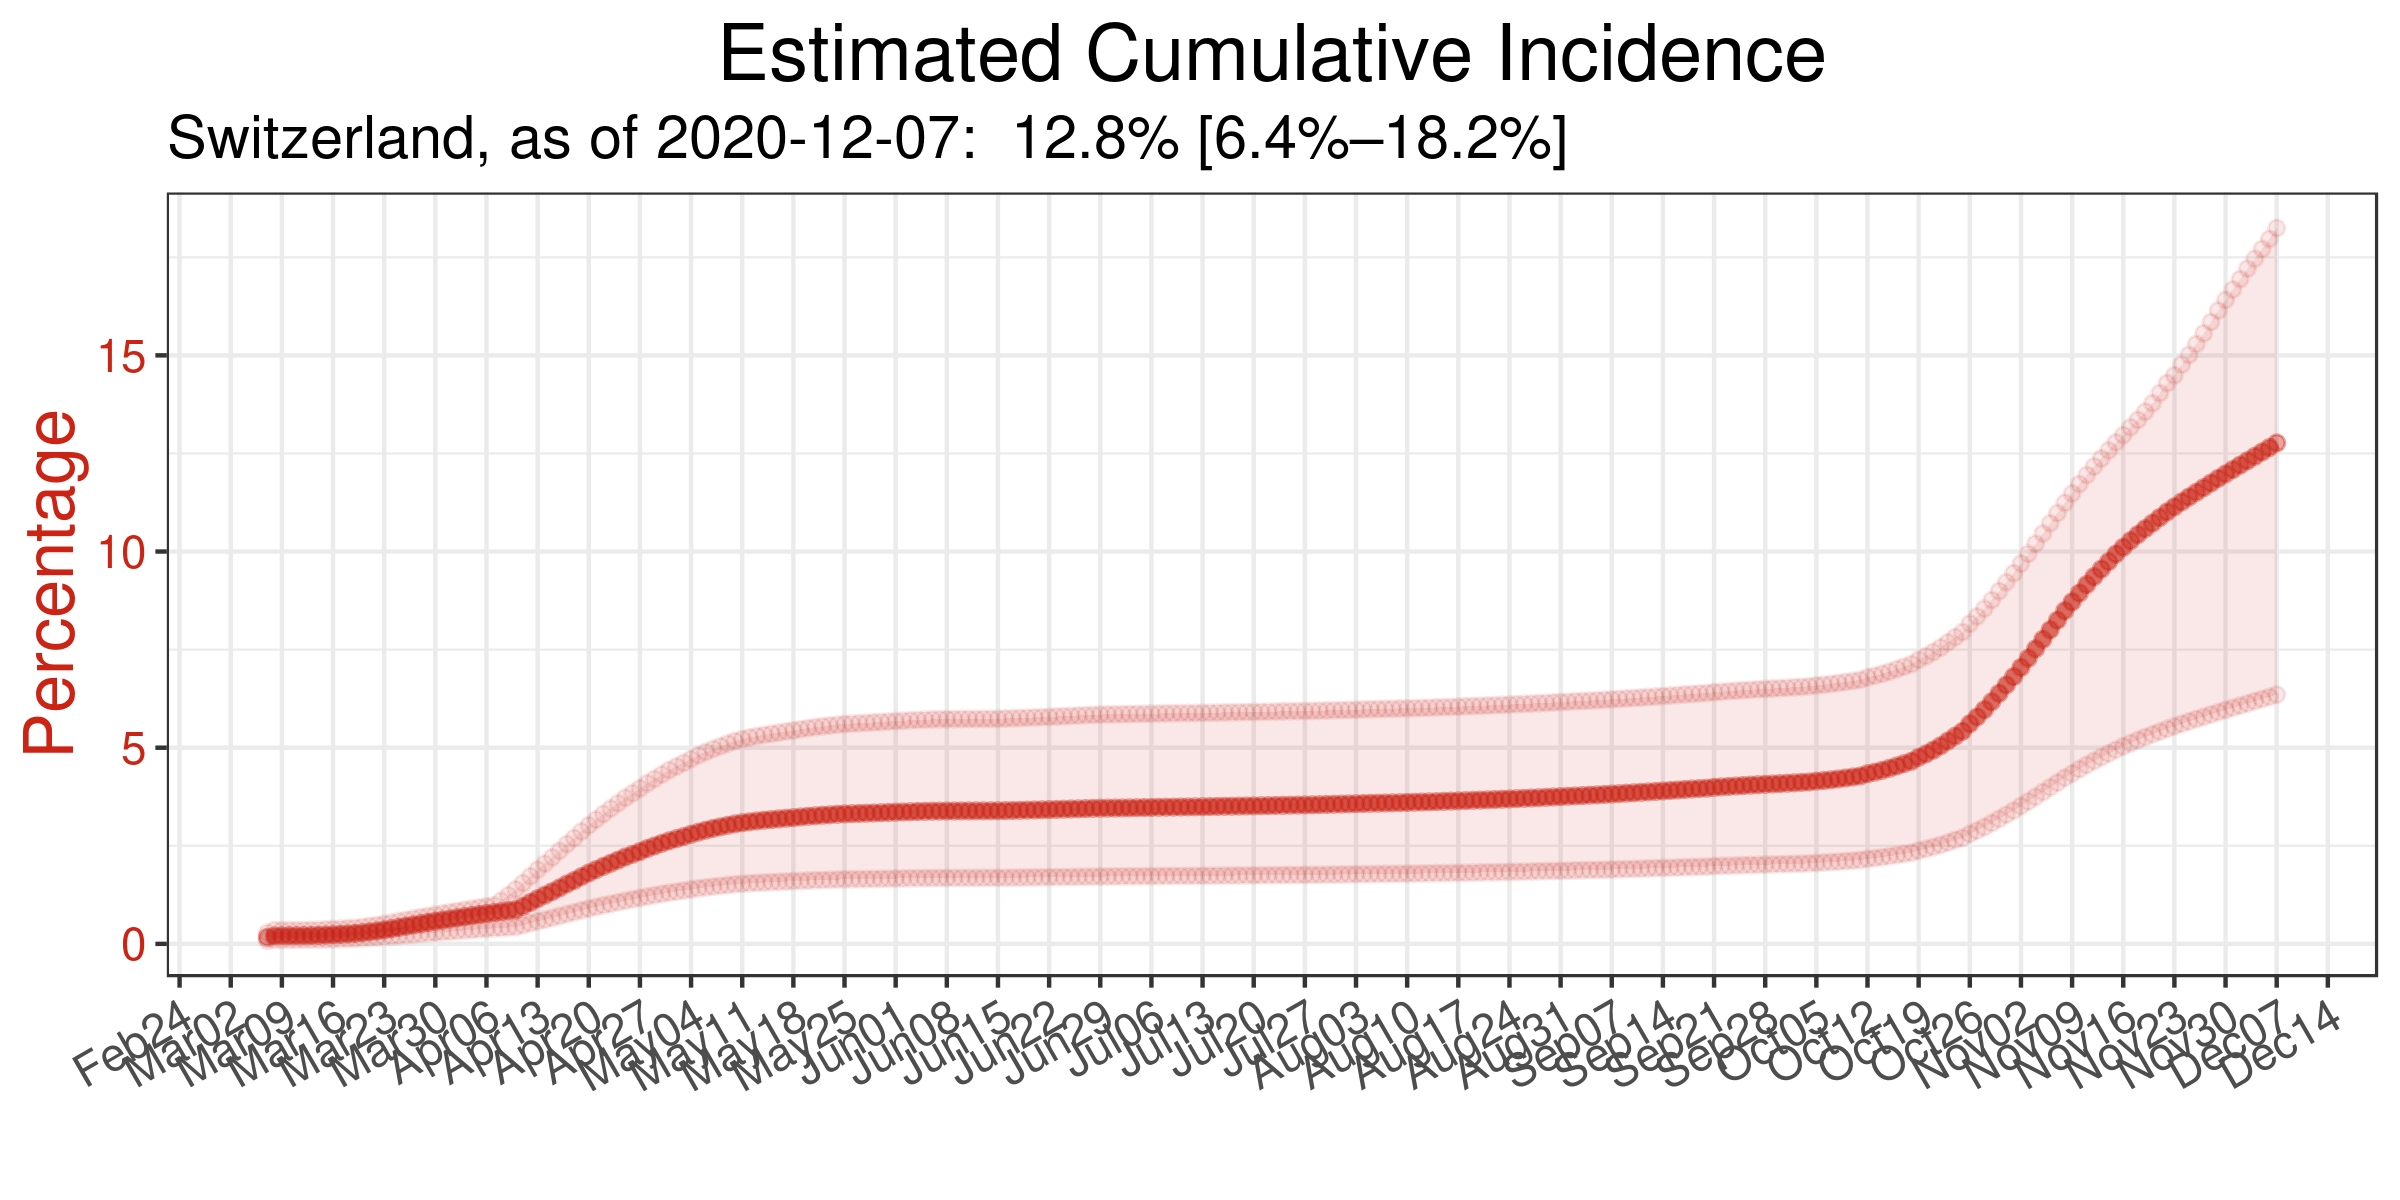 Estimated Cumulative Incidence
Switzerland, as of 2020-12-07:  12.8% [6.4%–18.2%]
Percentage
15
10
5
0
Feb24
Mar02
Mar09
Mar16
Mar23
Mar30
Apr06
Apr13
Apr20
Apr27
May04
May11
May18
May25
Jun01
Jun08
Jun15
Jun22
Jun29
Jul06
Jul13
Jul20
Jul27
Aug03
Aug10
Aug17
Aug24
Aug31
Sep07
Sep14
Sep21
Sep28
Oct05
Oct12
Oct19
Oct26
Nov02
Nov09
Nov16
Nov23
Nov30
Dec07
Dec14